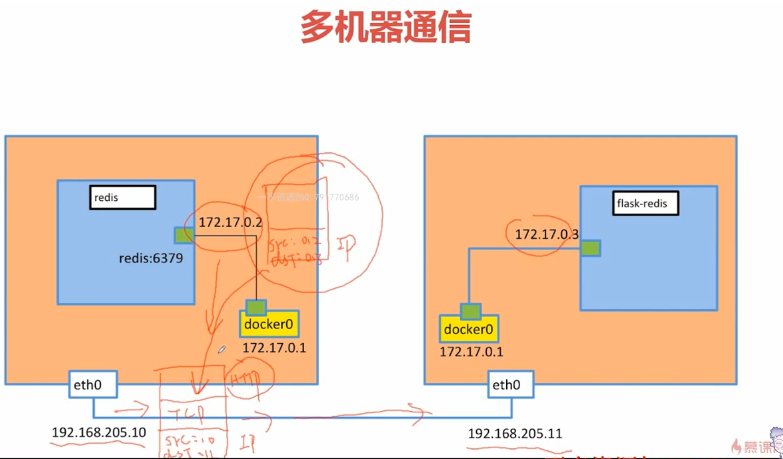 多机器通信
redis
172.17.0.2
redis:6379
src:0.2
dst:0.3
IP
docker0
172.17.0.1
flask-redis
172.17.0.3
docker0
172.17.0.1
eth0
HTTP
TCP
src:10
dst:11
IP
192.168.205.10
eth0
192.168.205.11
慕课